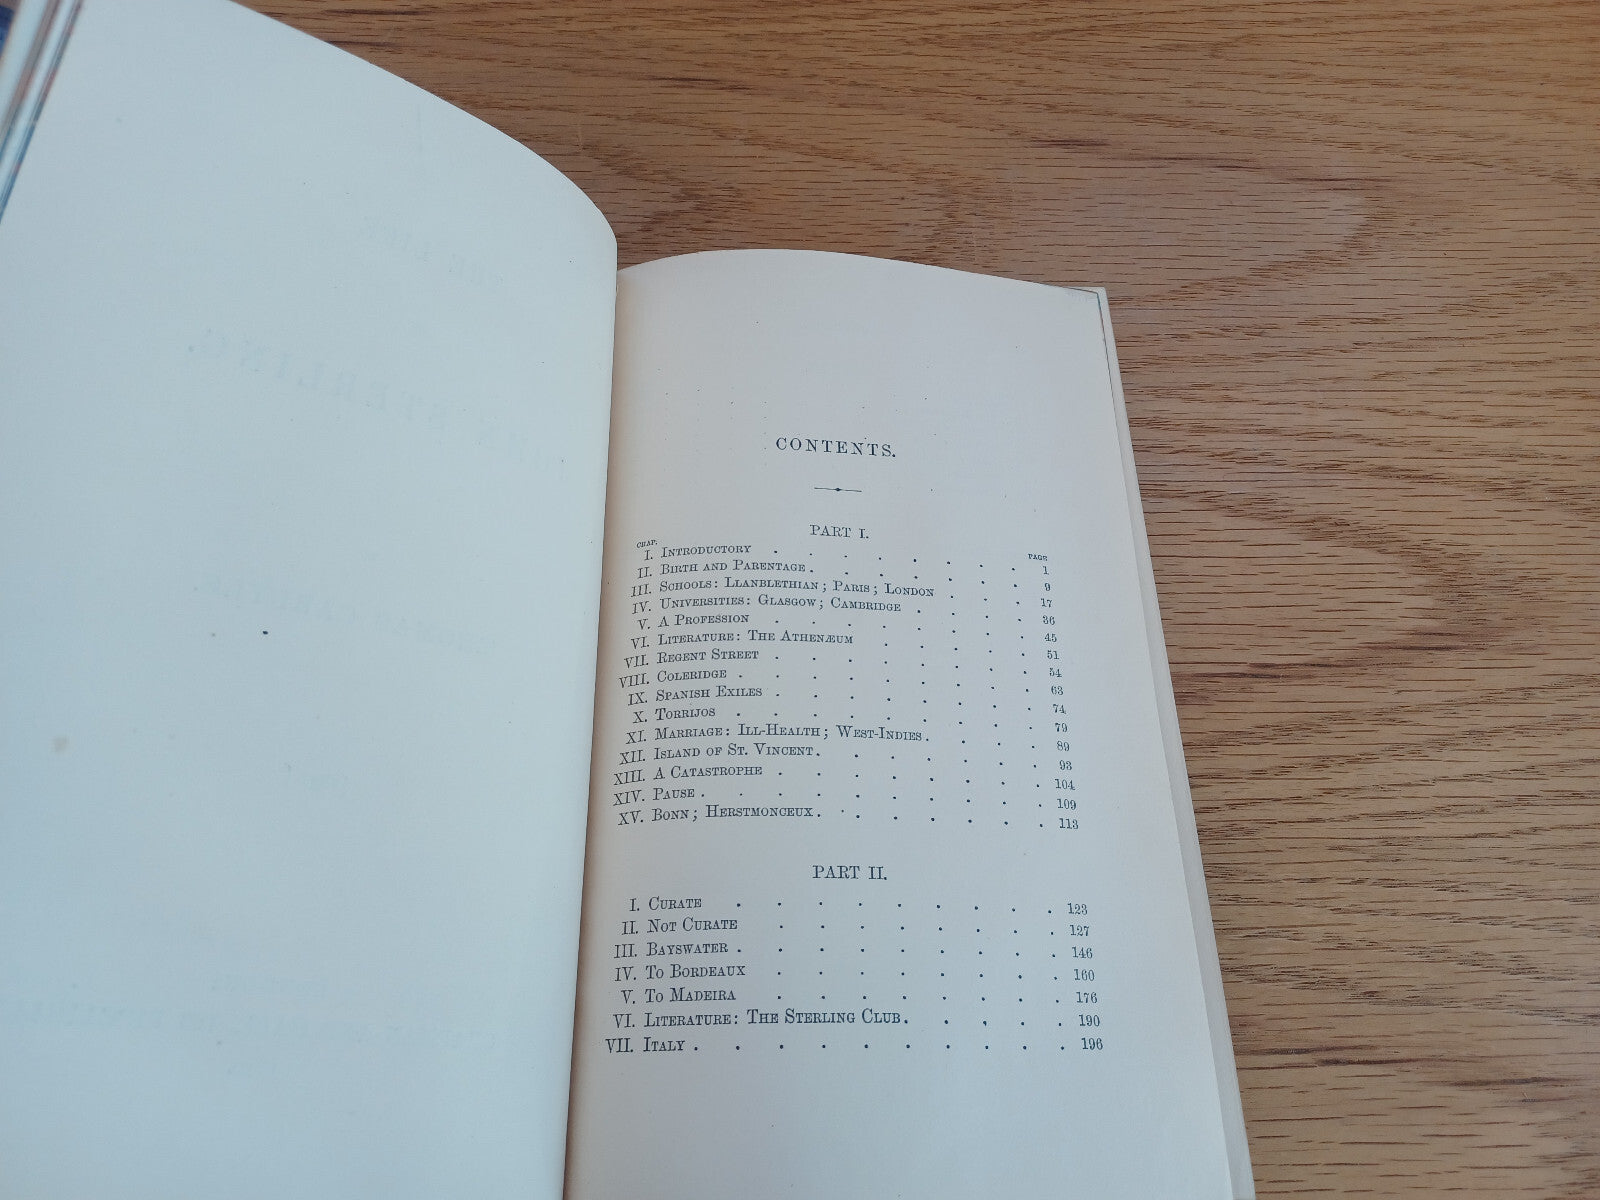 CONTENTS.
PART I.
CHAP. PAGE
I. INTRODUCTORY . . . . . . . 1
II. BIRTH AND PARENTAGE . . . . . . 9
III. SCHOOLS: LLANBLETHIAN; PARIS; LONDON . . . 17
IV. UNIVERSITIES: GLASGOW; CAMBRIDGE . . . . 36
V. A PROFESSION . . . . . . . 45
VI. LITERATURE: THE ATHENÆUM . . . . . 51
VII. REGENT STREET . . . . . . . 54
VIII. COLERIDGE . . . . . . . . 63
IX. SPANISH EXILES . . . . . . . 74
X. TORRIJOS . . . . . . . . 79
XI. MARRIAGE: ILL-HEALTH; WEST-INDIES . . . . 89
XII. ISLAND OF ST. VINCENT . . . . . . 93
XIII. A CATASTROPHE . . . . . . . 104
XIV. PAUSE . . . . . . . . . 109
XV. BONN; HERSTMONCEUX . . . . . . . 113
PART II.
I. CURATE . . . . . . . . . 123
II. NOT CURATE . . . . . . . . 127
III. BAYSWATER . . . . . . . . . 146
IV. TO BORDEAUX . . . . . . . . 160
V. TO MADEIRA . . . . . . . . 176
VI. LITERATURE: THE STERLING CLUB . . . . . 190
VII. ITALY . . . . . . . . . . 196